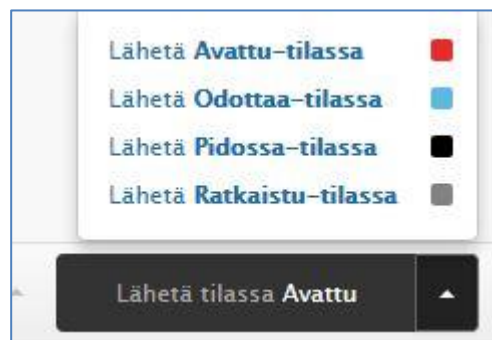 Lähetä Avattu-tilassa
Lähetä Odottaa-tilassa
Lähetä Pidossa-tilassa
Lähetä Ratkaistu-tilassa
Lähetä tilassa Avattu